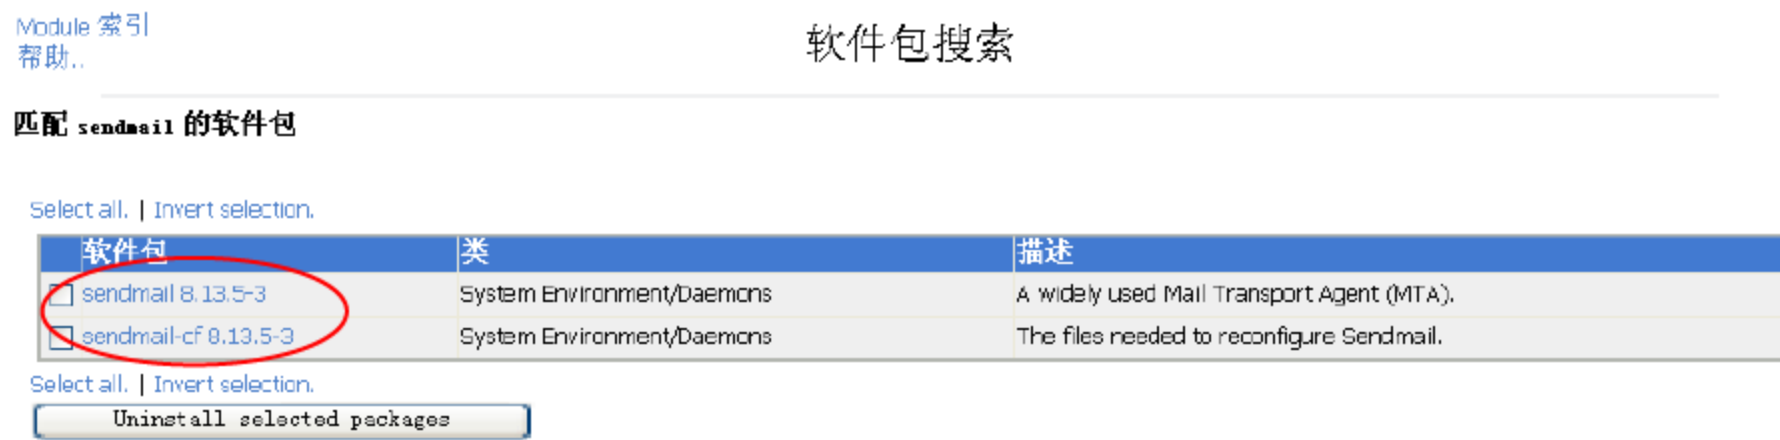 Module 索引
帮助..
软件包搜索
匹配 sendmail 的软件包
Select all. | Invert selection.
软件包 类 描述
sendmail 8.13.5-3 System Environment/Daemons A widely used Mail Transport Agent (MTA).
sendmail-cf 8.13.5-3 System Environment/Daemons The files needed to reconfigure Sendmail.
Select all. | Invert selection.
Uninstall selected packages